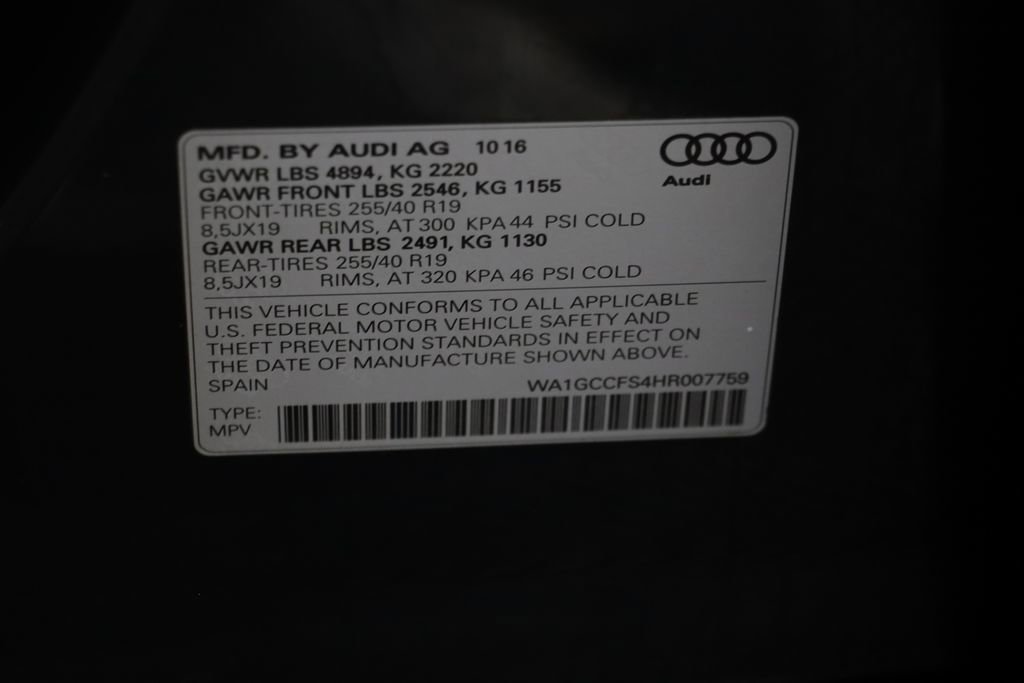 MFD. BY AUDI AG 10 16
GVWR LBS 4894, KG 2220
GAWR FRONT LBS 2546, KG 1155
FRONT-TIRES 255/40 R19
8,5JX19 RIMS, AT 300 KPA 44 PSI COLD
GAWR REAR LBS 2491, KG 1130
REAR-TIRES 255/40 R19
8,5JX19 RIMS, AT 320 KPA 46 PSI COLD
Audi
THIS VEHICLE CONFORMS TO ALL APPLICABLE
U.S. FEDERAL MOTOR VEHICLE SAFETY AND
THEFT PREVENTION STANDARDS IN EFFECT ON
THE DATE OF MANUFACTURE SHOWN ABOVE.
SPAIN WA1GCCFS4HR007759
TYPE:
MPV